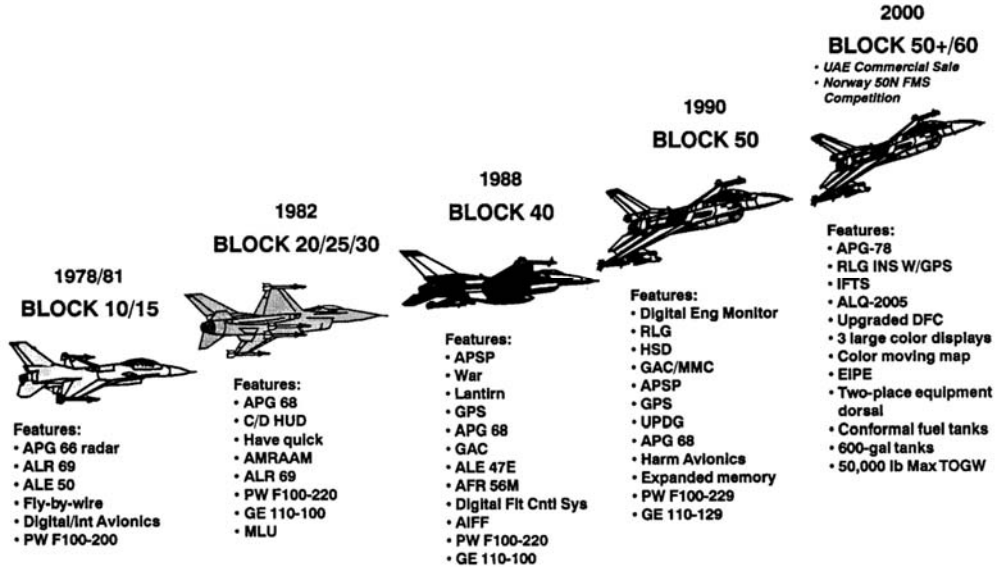 1978/81
BLOCK 10/15
Features:
• APG 66 radar
• ALR 69
• ALE 50
• Fly-by-wire
• Digital/Int Avionics
• PW F100-200
1982
BLOCK 20/25/30
Features:
• APG 68
• C/D HUD
• Have quick
• AMRAAM
• ALR 69
• PW F100-220
• GE 110-100
• MLU
1988
BLOCK 40
Features:
• APSP
• War
• Lantirn
• GPS
• APG 68
• GAC
• ALE 47E
• AFR 56M
• Digital Flt Cntl Sys
• AIFF
• PW F100-220
• GE 110-100
1990
BLOCK 50
Features:
• Digital Eng Monitor
• RLG
• HSD
• GAC/MMC
• APSP
• GPS
• UPDG
• APG 68
• Harm Avionics
• Expanded memory
• PW F100-229
• GE 110-129
2000
BLOCK 50+/60
• UAE Commercial Sale
• Norway 50N FMS
Competition
Features:
• APG-78
• RLG INS W/GPS
• IFTS
• ALQ-2005
• Upgraded DFC
• 3 large color displays
• Color moving map
• EIPE
• Two-place equipment
dorsal
• Conformal fuel tanks
• 600-gal tanks
• 50,000 lb Max TOGW